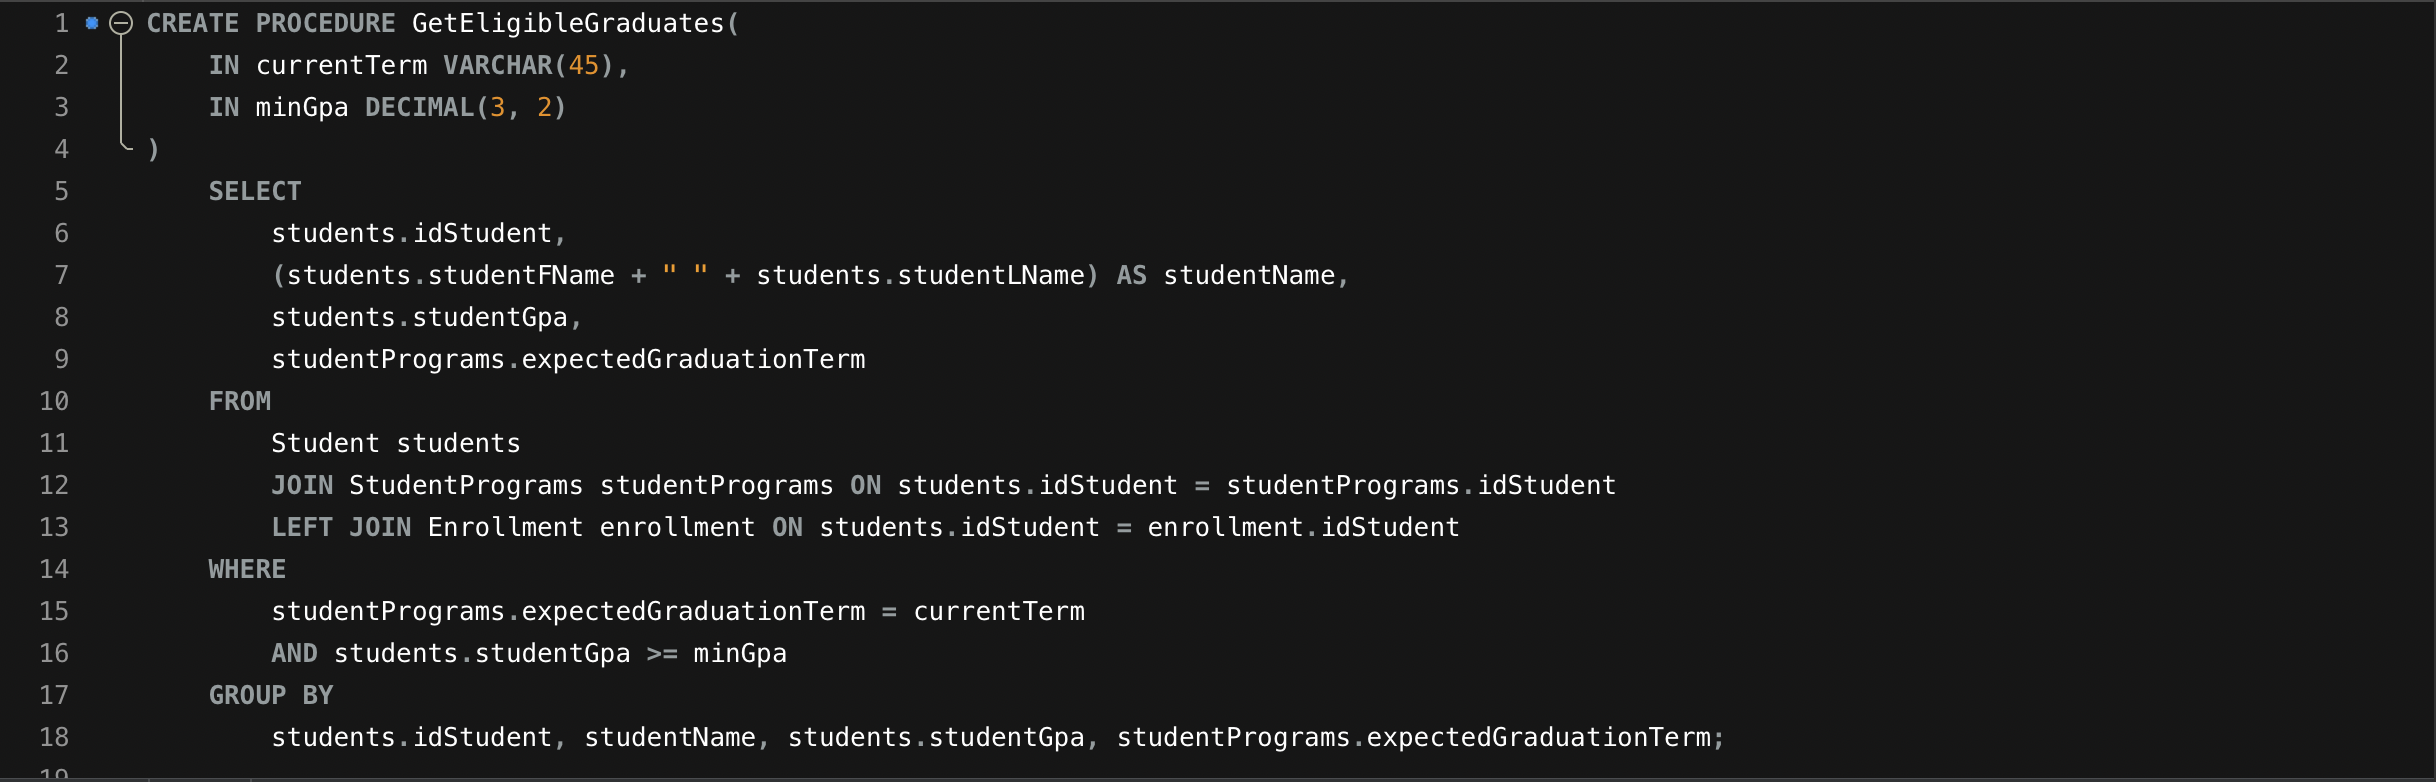 1 CREATE PROCEDURE GetEligibleGraduates(
2 IN currentTerm VARCHAR(45),
3 IN minGpa DECIMAL(3, 2)
4 )
5 SELECT
6 students.idStudent,
7 (students.studentFName + " " + students.studentLName) AS studentName,
8 students.studentGpa,
9 studentPrograms.expectedGraduationTerm
10 FROM
11 Student students
12 JOIN StudentPrograms studentPrograms ON students.idStudent = studentPrograms.idStudent
13 LEFT JOIN Enrollment enrollment ON students.idStudent = enrollment.idStudent
14 WHERE
15 studentPrograms.expectedGraduationTerm = currentTerm
16 AND students.studentGpa >= minGpa
17 GROUP BY
18 students.idStudent, studentName, students.studentGpa, studentPrograms.expectedGraduationTerm;
19